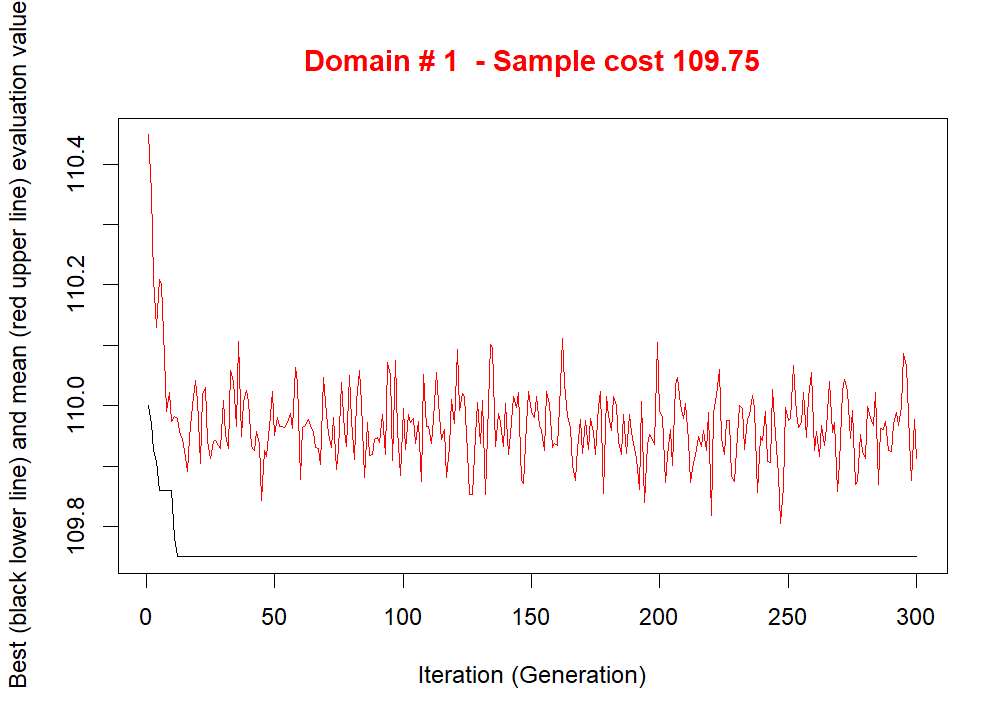 Domain # 1  - Sample cost 109.75
Best (black lower line) and mean (red upper line) evaluation value
110.4
110.2
110.0
109.8
0 50 100 150 200 250 300
Iteration (Generation)